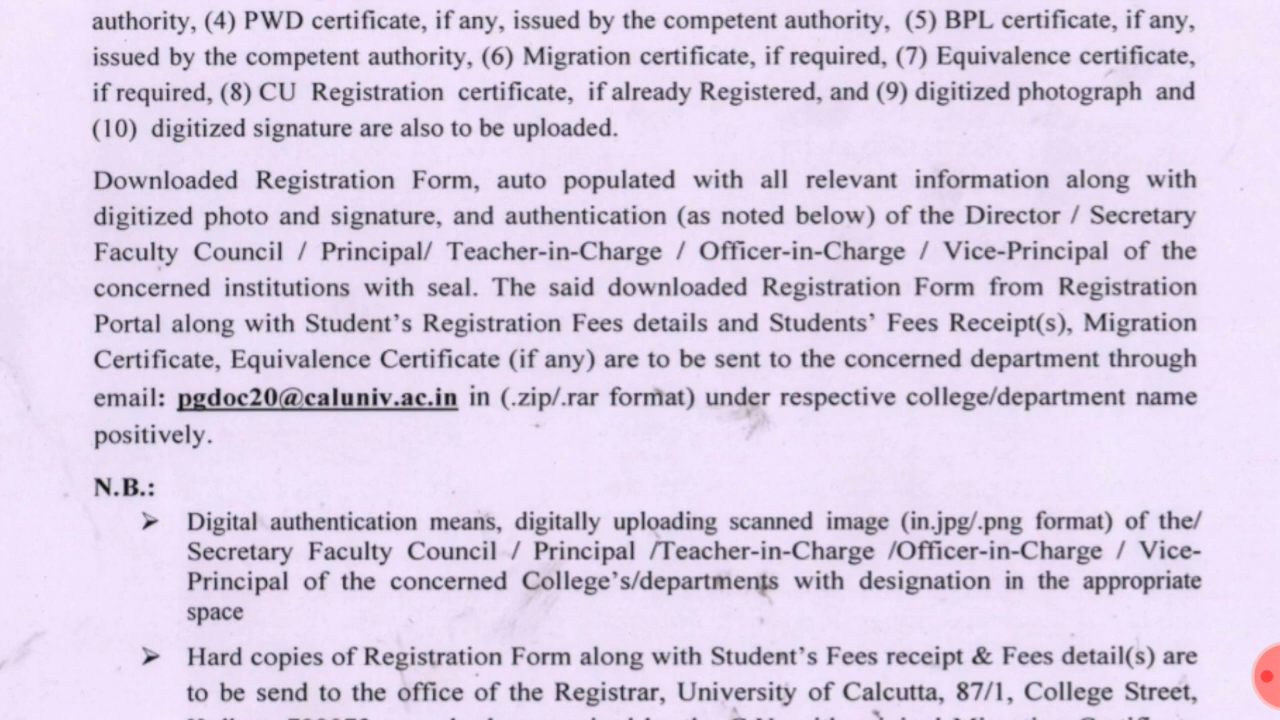 authority, (4) PWD certificate, if any, issued by the competent authority, (5) BPL certificate, if any,
issued by the competent authority, (6) Migration certificate, if required, (7) Equivalence certificate,
if required, (8) CU Registration certificate, if already Registered, and (9) digitized photograph and
(10) digitized signature are also to be uploaded.
Downloaded Registration Form, auto populated with all relevant information along with
digitized photo and signature, and authentication (as noted below) of the Director / Secretary
Faculty Council / Principal/ Teacher-in-Charge / Officer-in-Charge / Vice-Principal of the
concerned institutions with seal. The said downloaded Registration Form from Registration
Portal along with Student’s Registration Fees details and Students’ Fees Receipt(s), Migration
Certificate, Equivalence Certificate (if any) are to be sent to the concerned department through
email: pgdoc20@caluniv.ac.in in (.zip/.rar format) under respective college/department name
positively.
N.B.:
➢ Digital authentication means, digitally uploading scanned image (in.jpg/.png format) of the/
Secretary Faculty Council / Principal /Teacher-in-Charge /Officer-in-Charge / Vice-
Principal of the concerned College’s/departments with designation in the appropriate
space
➢ Hard copies of Registration Form along with Student’s Fees receipt & Fees detail(s) are
to be send to the office of the Registrar, University of Calcutta, 87/1, College Street,